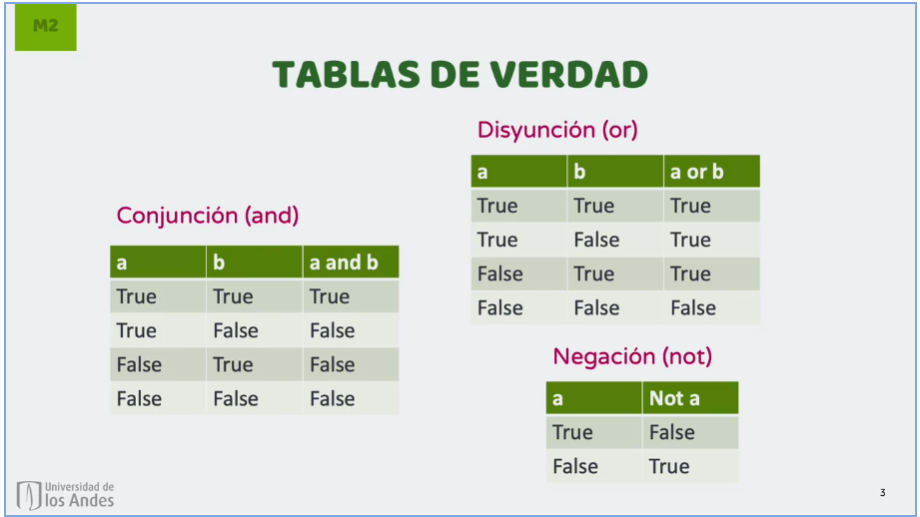 M2
TABLAS DE VERDAD
Conjunción (and)
a b a and b
True True True
True False False
False True False
False False False
Disyunción (or)
a b a or b
True True True
True False True
False True True
False False False
Negación (not)
a Not a
True False
False True
Universidad de
los Andes
3